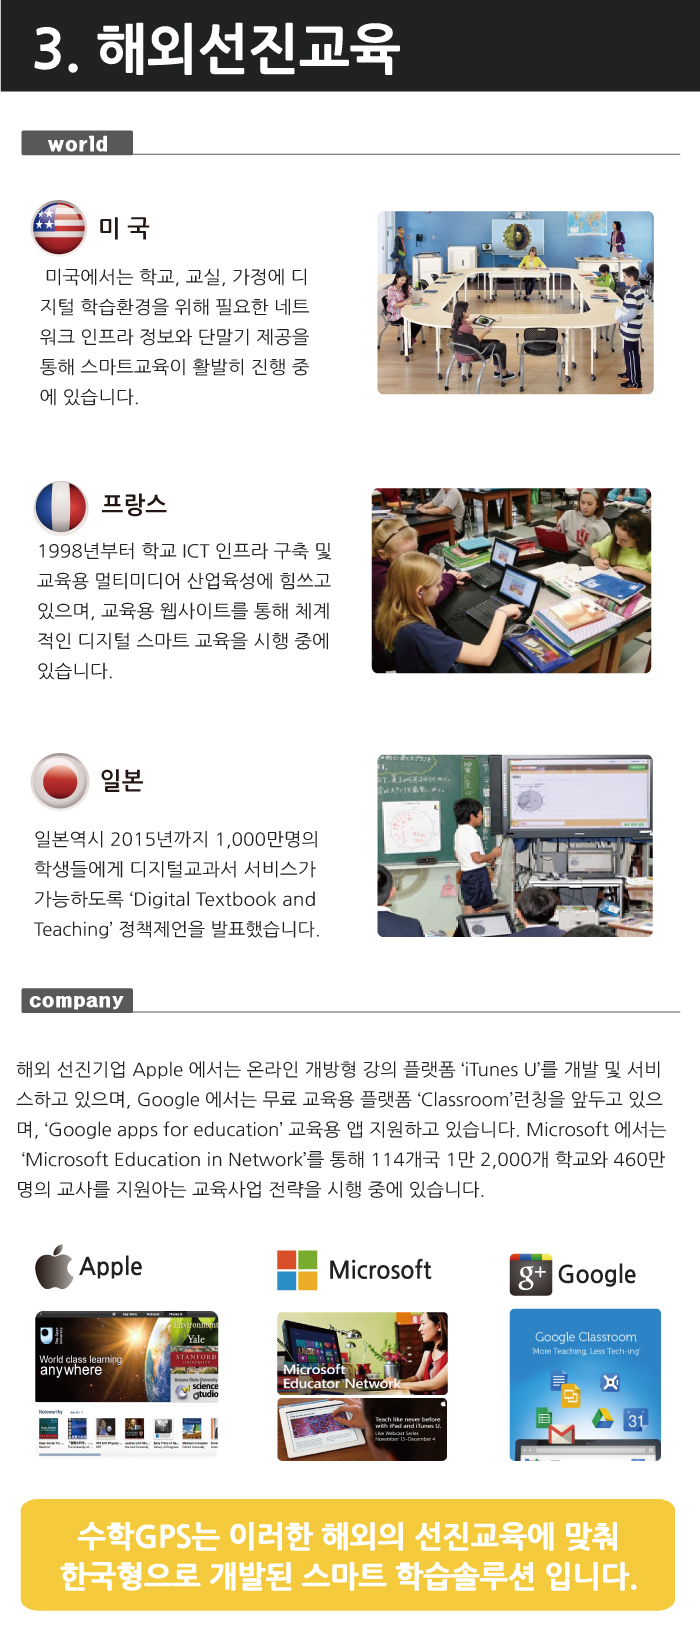 3. 해외선진교육
world
미 국
미국에서는 학교, 교실, 가정에 디
지털 학습환경을 위해 필요한 네트
워크 인프라 정보와 단말기 제공을
통해 스마트교육이 활발히 진행 중
에 있습니다.
프랑스
1998년부터 학교 ICT 인프라 구축 및
교육용 멀티미디어 산업육성에 힘쓰고
있으며, 교육용 웹사이트를 통해 체계
적인 디지털 스마트 교육을 시행 중에
있습니다.
일본
일본역시 2015년까지 1,000만명의
학생들에게 디지털교과서 서비스가
가능하도록 ‘Digital Textbook and
Teaching’ 정책제언을 발표했습니다.
company
해외 선진기업 Apple 에서는 온라인 개방형 강의 플랫폼 ‘iTunes U’를 개발 및 서비
스하고 있으며, Google 에서는 무료 교육용 플랫폼 ‘Classroom’런칭을 앞두고 있으
며, ‘Google apps for education’ 교육용 앱 지원하고 있습니다. Microsoft 에서는
‘Microsoft Education in Network’를 통해 114개국 1만 2,000개 학교와 460만
명의 교사를 지원아는 교육사업 전략을 시행 중에 있습니다.
Apple
Microsoft
g+ Google
World class learning
anywhere
Environment
Yale
STANFORD
UNIVERSITY
Arizona State University
science
studio
Noteworthy
Microsoft
Educator Network
Teach like never before
with iPad and iTunes U.
Live Webcast Series
November 13–December 4
Google Classroom
'More Teaching, Less Tech-ing'
31
수학GPS는 이러한 해외의 선진교육에 맞춰
한국형으로 개발된 스마트 학습솔루션 입니다.